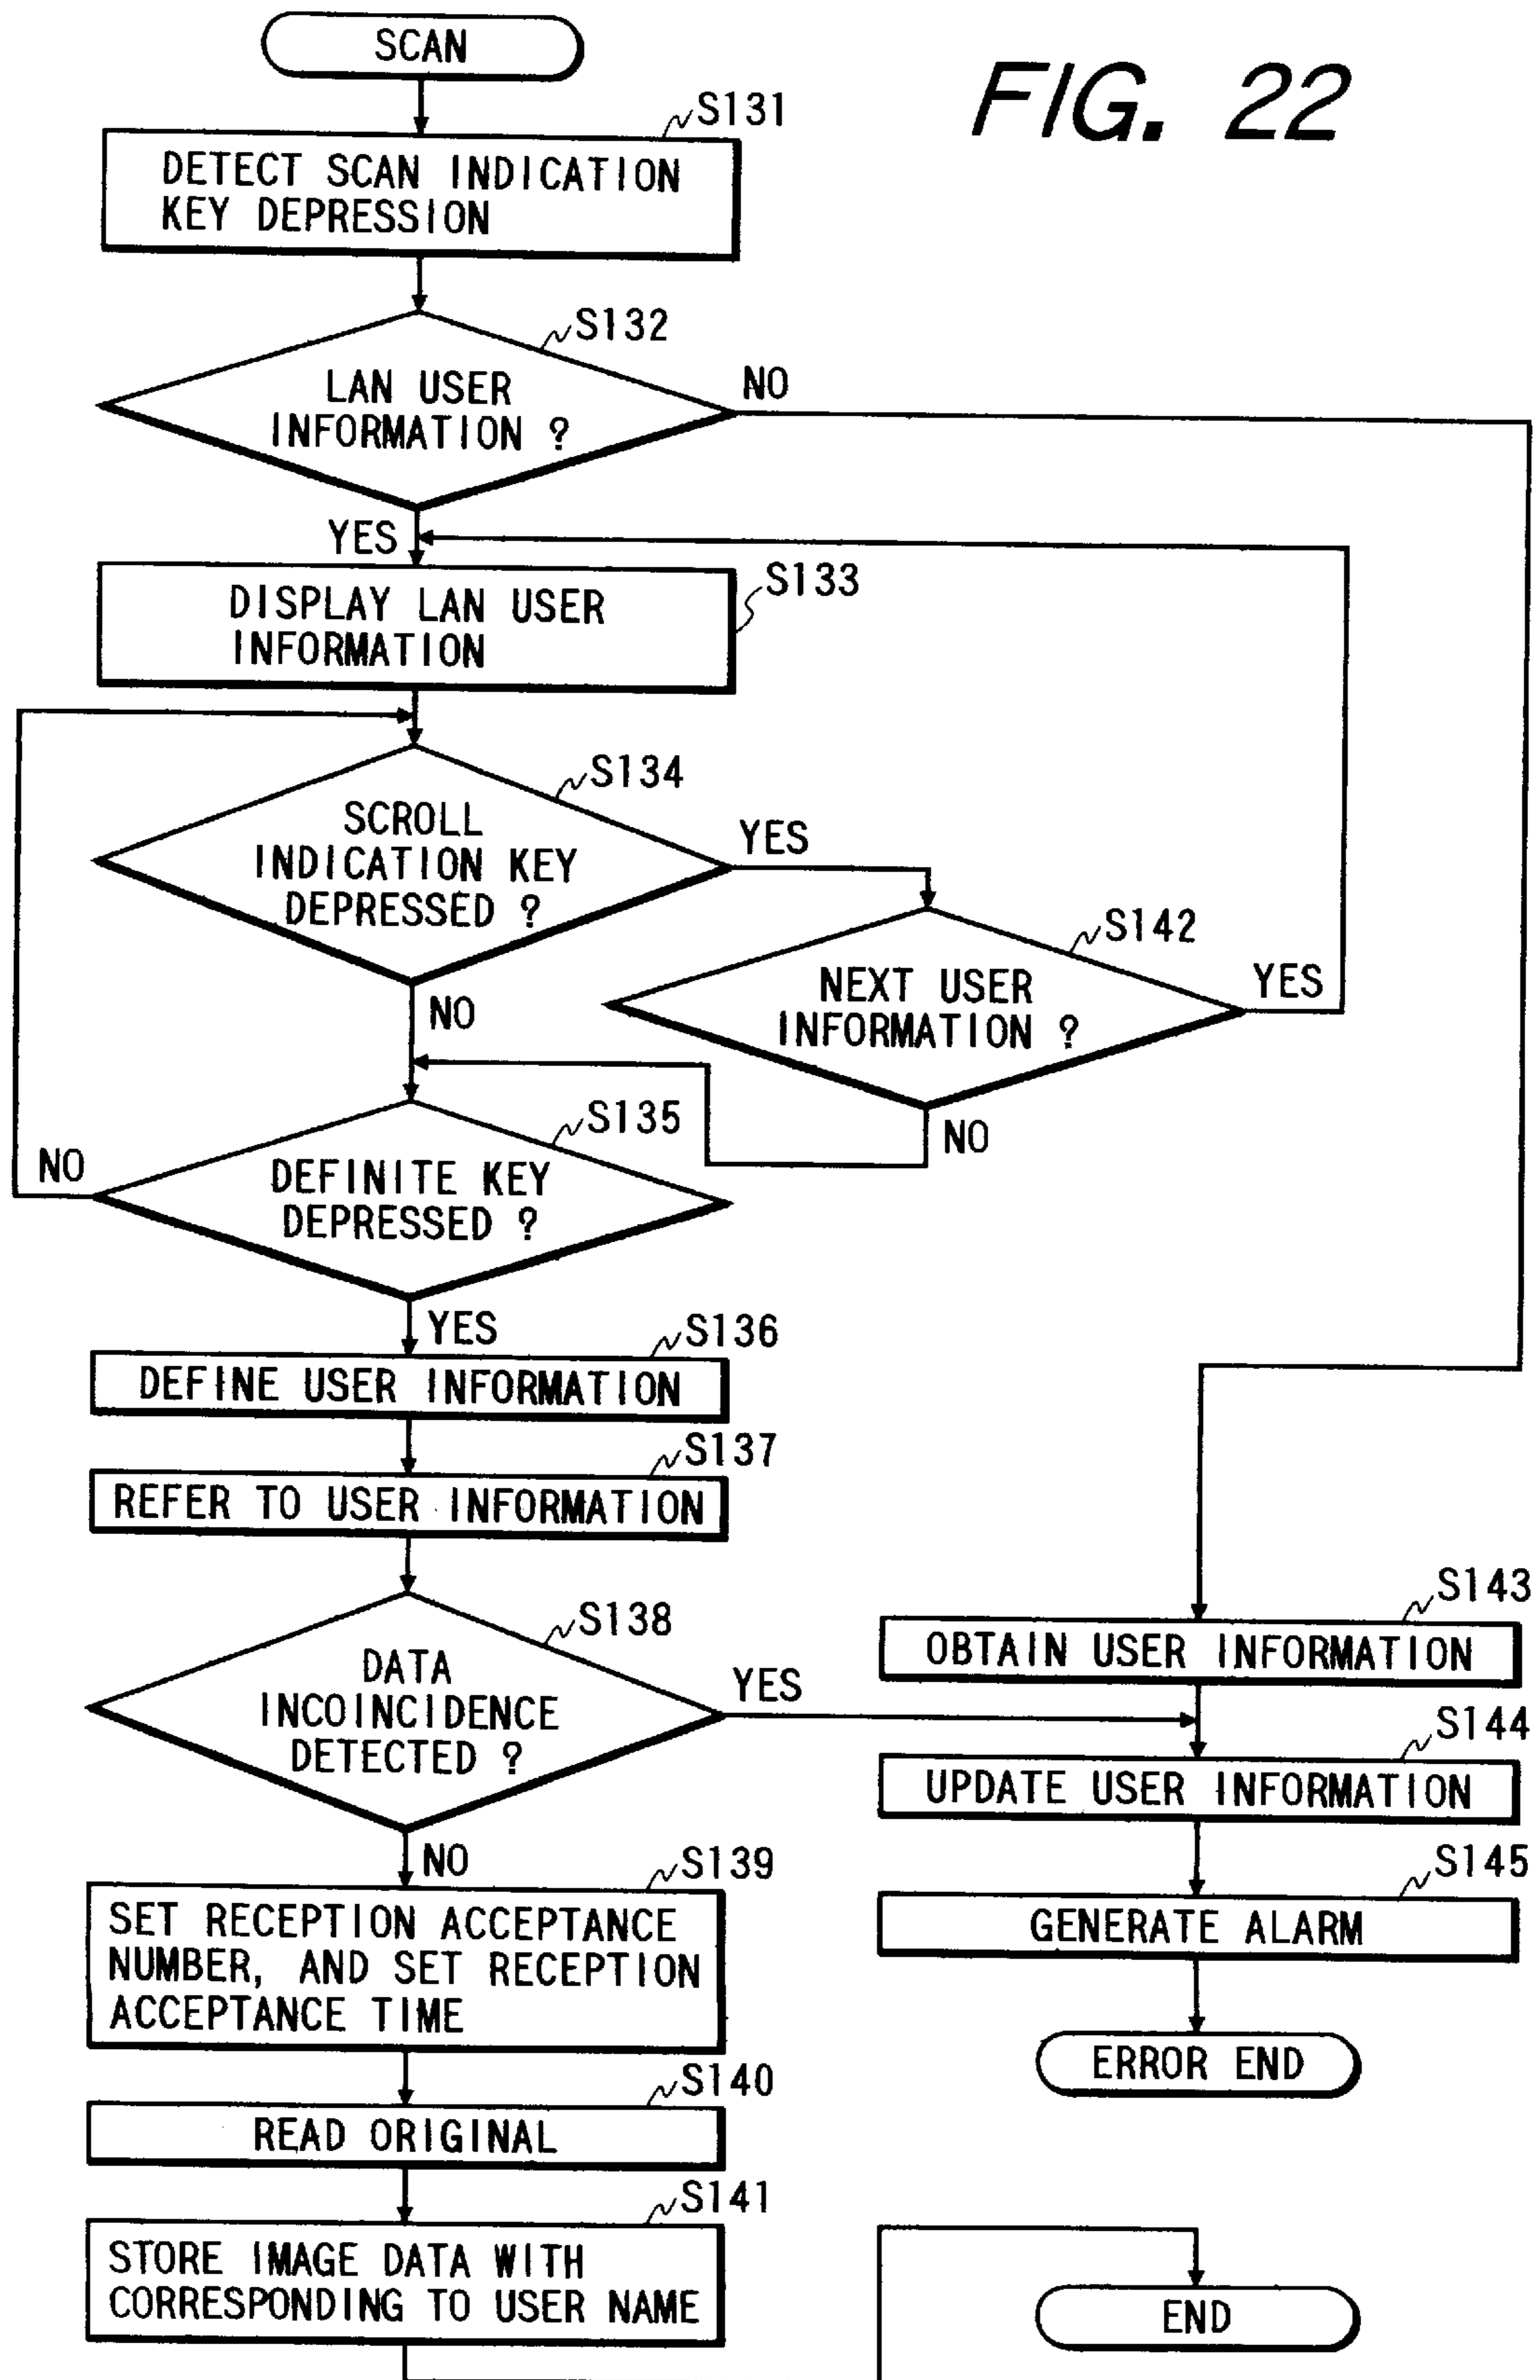 SCAN
FIG. 22
S131
DETECT SCAN INDICATION
KEY DEPRESSION
S132
LAN USER
INFORMATION ?
NO
YES
S133
DISPLAY LAN USER
INFORMATION
S134
SCROLL
INDICATION KEY
DEPRESSED ?
YES
NO
S142
NEXT USER
INFORMATION ?
YES
NO
S135
DEFINITE KEY
DEPRESSED ?
NO
YES
S136
DEFINE USER INFORMATION
S137
REFER TO USER INFORMATION
S138
DATA
INCOINCIDENCE
DETECTED ?
YES
NO
S143
OBTAIN USER INFORMATION
S144
UPDATE USER INFORMATION
S145
GENERATE ALARM
ERROR END
S139
SET RECEPTION ACCEPTANCE
NUMBER, AND SET RECEPTION
ACCEPTANCE TIME
S140
READ ORIGINAL
S141
STORE IMAGE DATA WITH
CORRESPONDING TO USER NAME
END